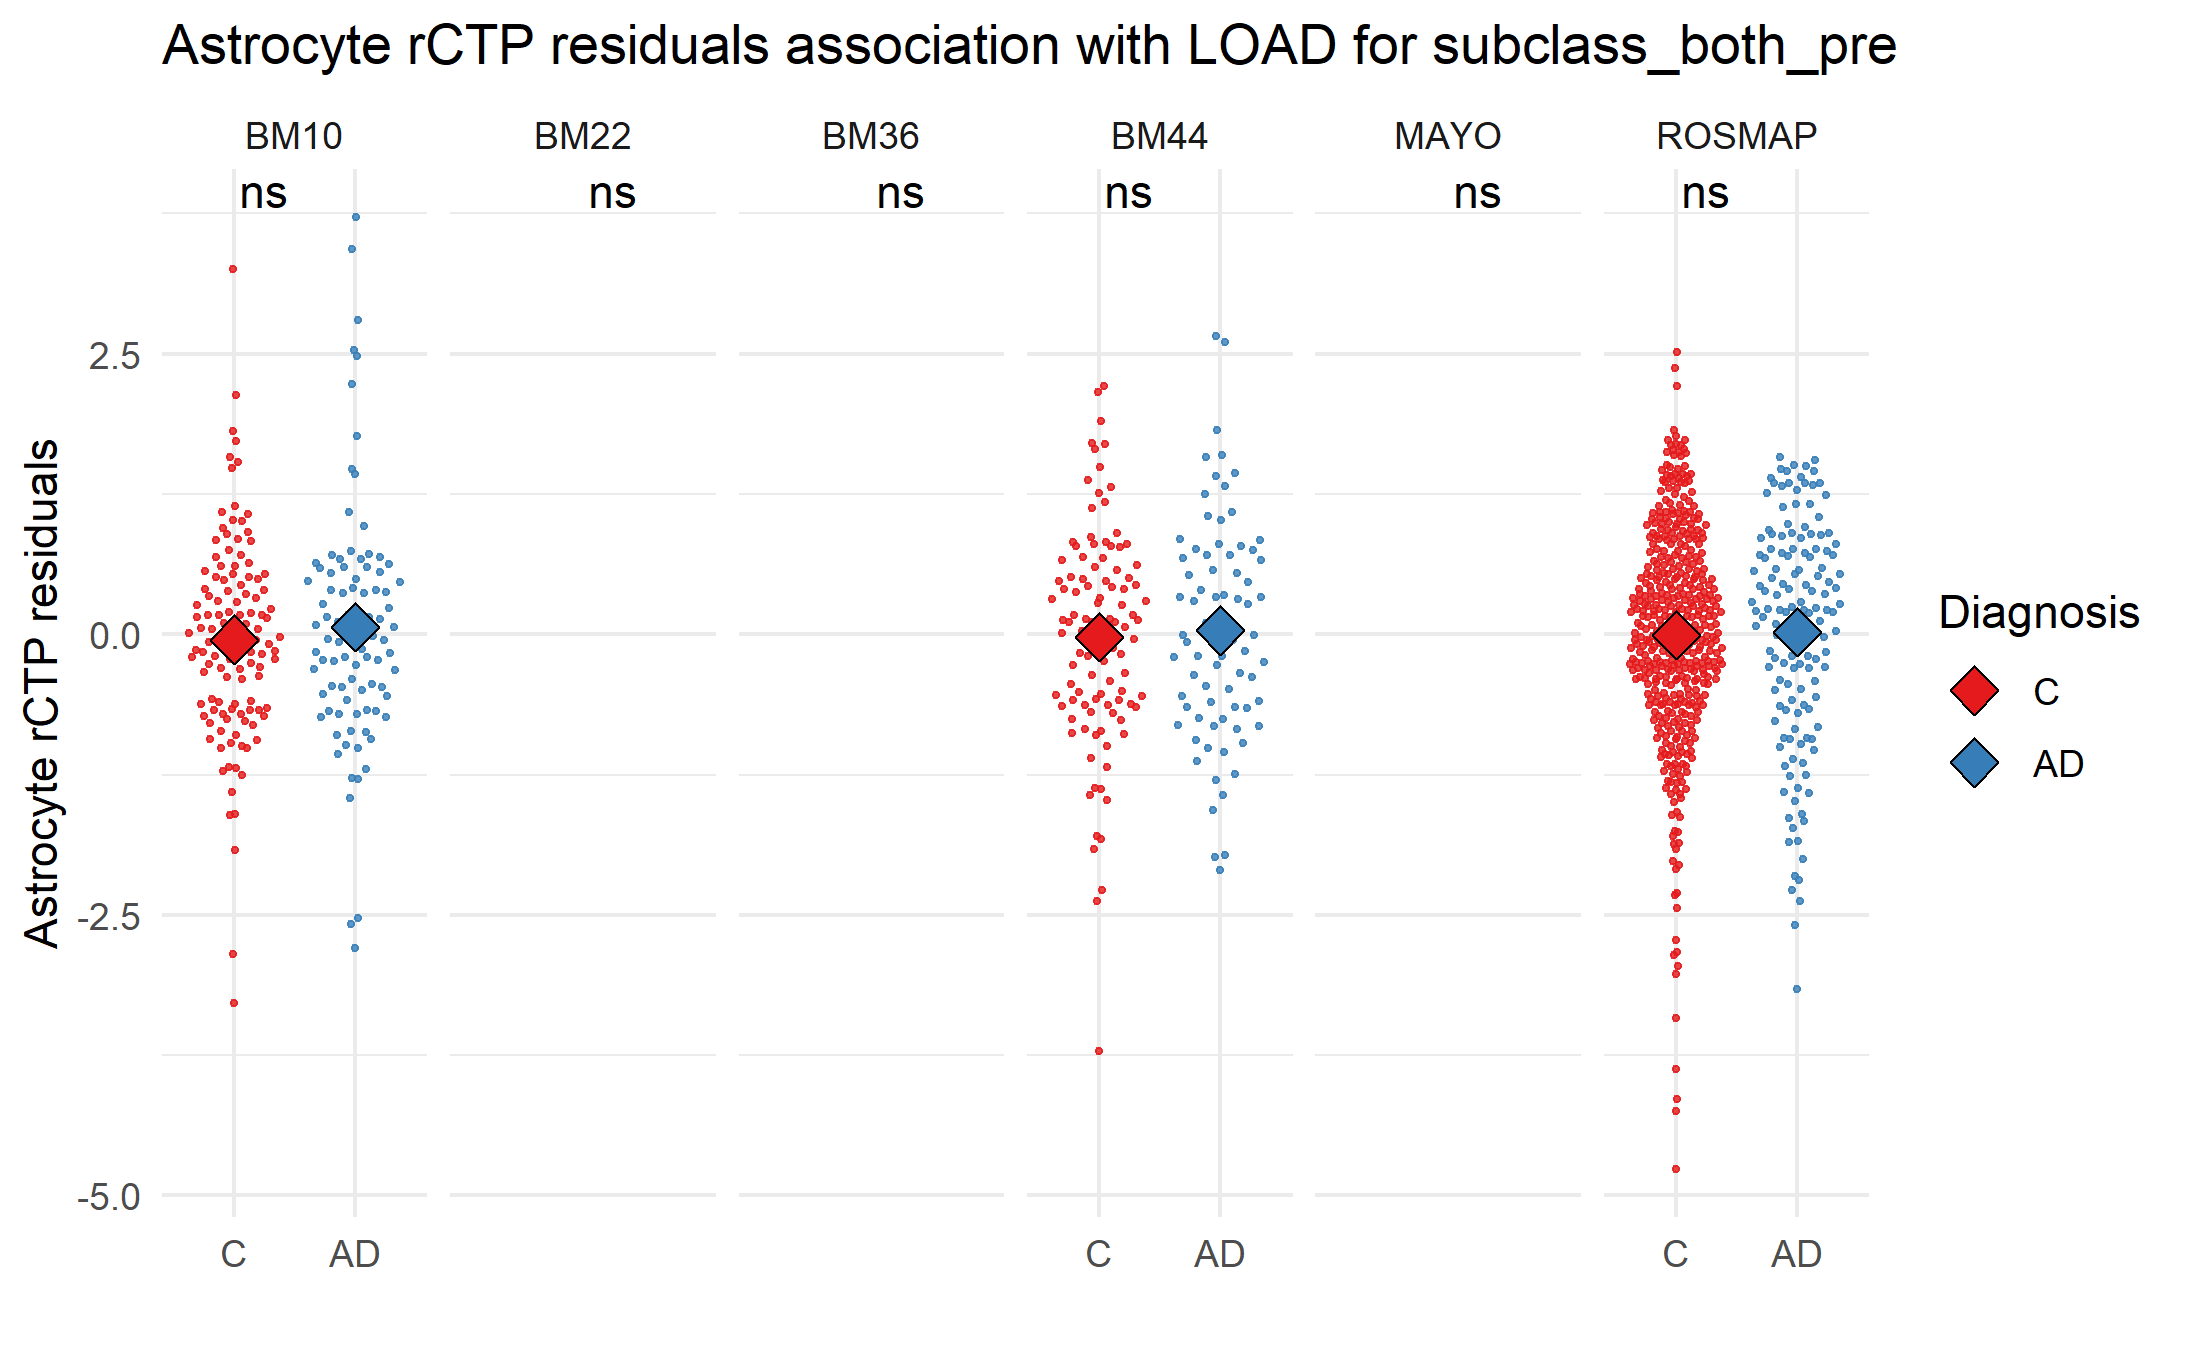 Astrocyte rCTP residuals association with LOAD for subclass_both_pre
BM10 BM22 BM36 BM44 MAYO ROSMAP
ns ns ns ns ns ns
2.5
0.0
-2.5
-5.0
Astrocyte rCTP residuals
C AD C AD C AD
Diagnosis
C
AD